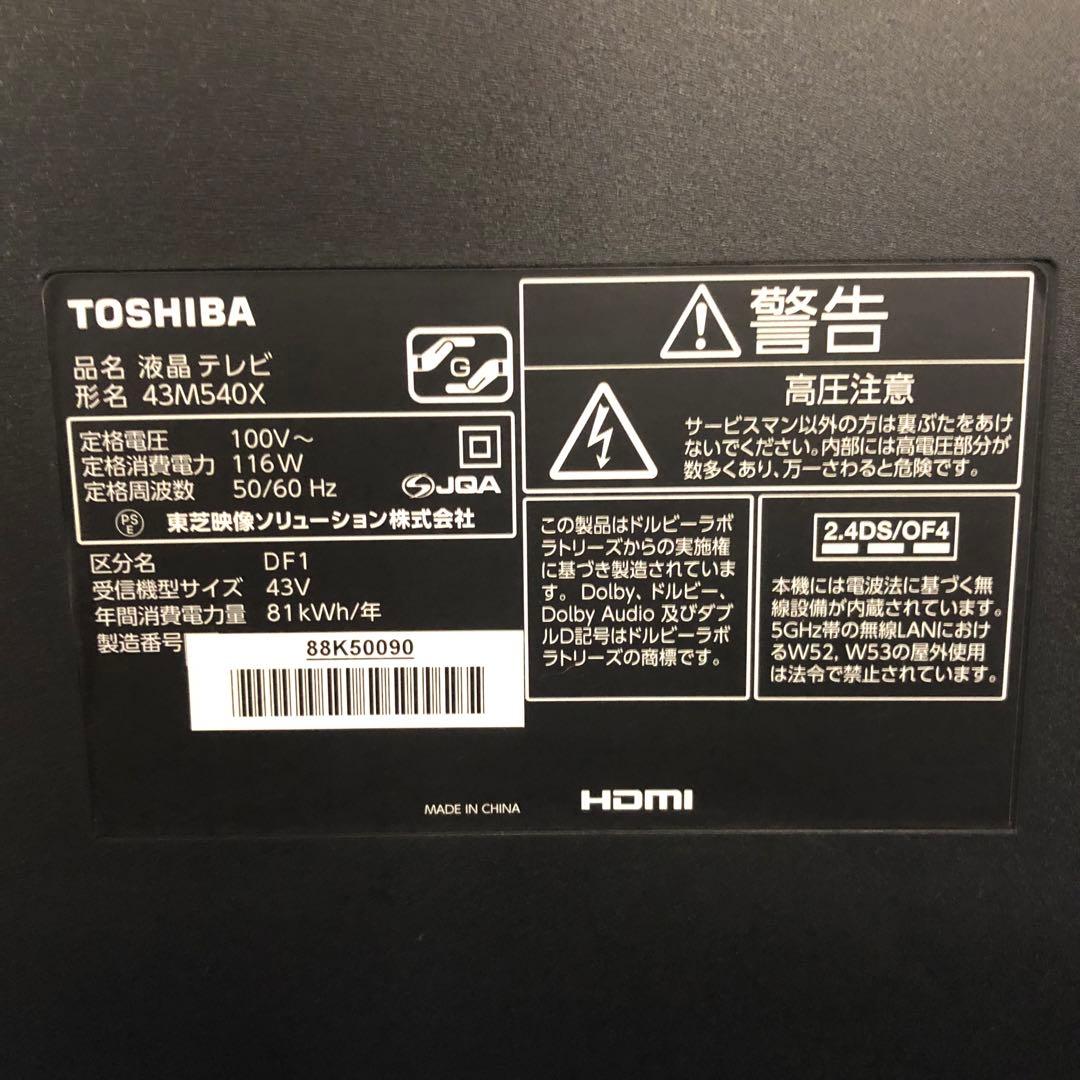 TOSHIBA
品名 液晶テレビ
形名 43M540X
G
定格電圧 100V～
定格消費電力 116W
定格周波数 50/60 Hz
JQA
PS
E
東芝映像ソリューション株式会社
区分名 DF1
受信機型サイズ 43V
年間消費電力量 81kWh/年
製造番号
88K50090
警告
高圧注意
サービスマン以外の方は裏ぶたをあけ
ないでください。内部には高電圧部分が
数多くあり、万一さわると危険です。
この製品はドルビーラボ
ラトリーズからの実施権
に基づき製造されていま
す。Dolby、ドルビー、
Dolby Audio 及びダブ
ルD記号はドルビーラボ
ラトリーズの商標です。
2.4DS/OF4
本機には電波法に基づく無
線設備が内蔵されています。
5GHz帯の無線LANにおけ
るW52, W53の屋外使用
は法令で禁止されています。
MADE IN CHINA
HDMI